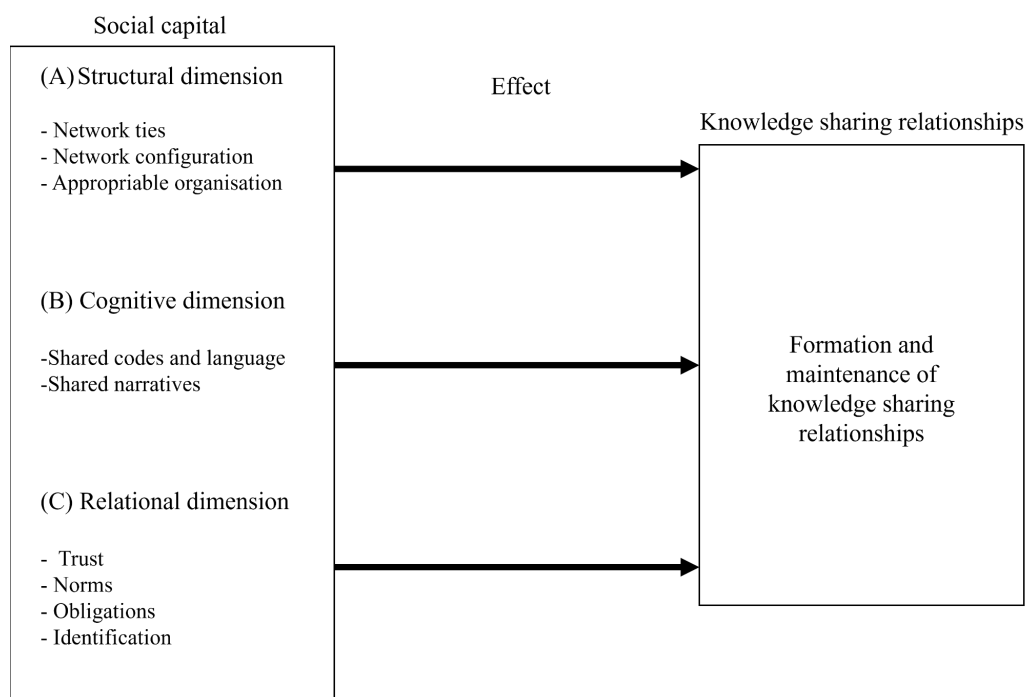 Social capital
(A) Structural dimension
- Network ties
- Network configuration
- Appropriable organisation
(B) Cognitive dimension
-Shared codes and language
-Shared narratives
(C) Relational dimension
- Trust
- Norms
- Obligations
- Identification
Effect
Knowledge sharing relationships
Formation and
maintenance of
knowledge sharing
relationships